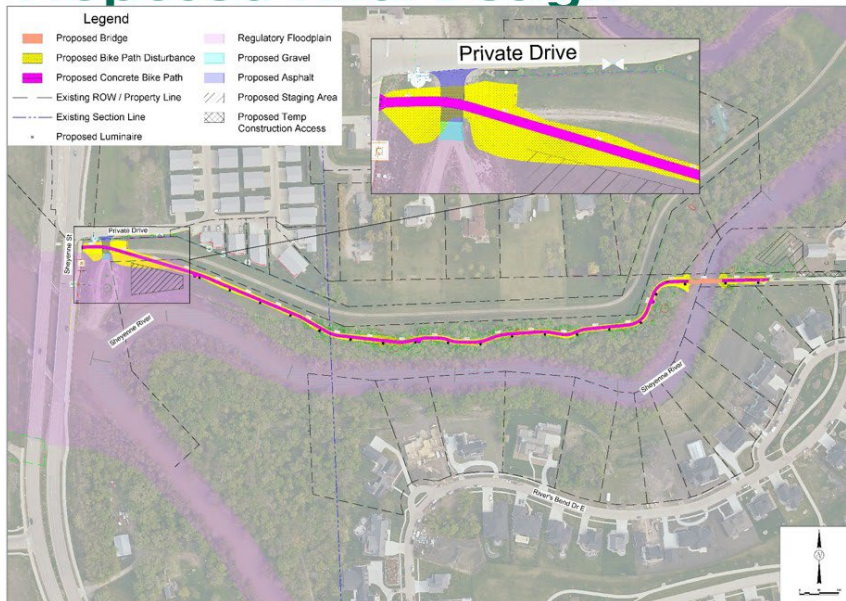 Legend
Proposed Bridge
Proposed Bike Path Disturbance
Proposed Concrete Bike Path
Existing ROW / Property Line
Existing Section Line
Proposed Luminaire
Regulatory Floodplain
Proposed Gravel
Proposed Asphalt
Proposed Staging Area
Proposed Temp
Construction Access
Private Drive
Private Drive
Sheyenne St
Sheyenne River
Sheyenne River
River's Bend Dr E
N